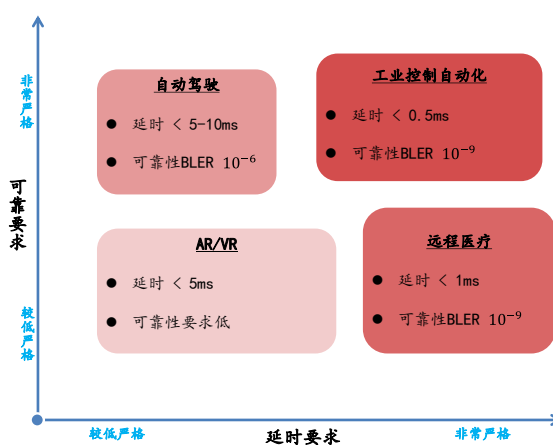 非常严格
可靠要求
较低严格
自动驾驶
● 延时 < 5-10ms
● 可靠性BLER 10⁻⁶
工业控制自动化
● 延时 < 0.5ms
● 可靠性BLER 10⁻⁹
AR/VR
● 延时 < 5ms
● 可靠性要求低
远程医疗
● 延时 < 1ms
● 可靠性BLER 10⁻⁹
较低严格
延时要求
非常严格